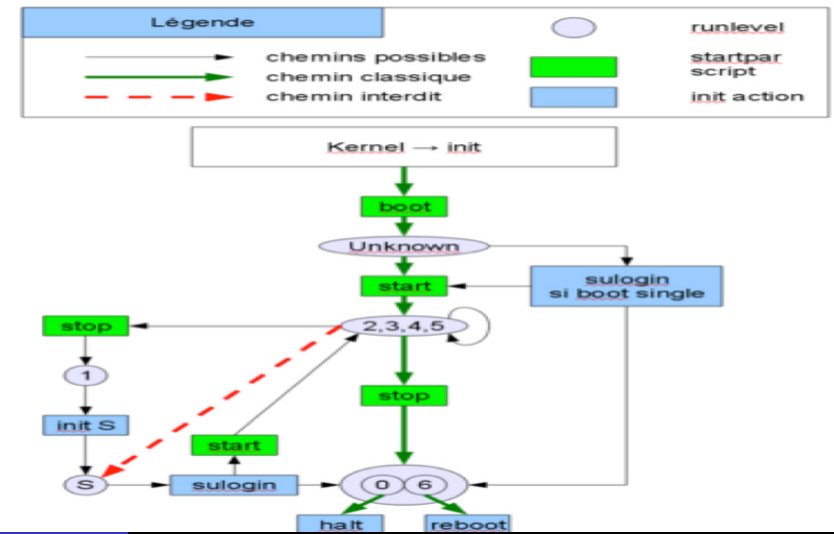 Légende
runlevel
chemins possibles
chemin classique
chemin interdit
startpar
script
init action
Kernel → init
boot
Unknown
start
sulogin
si boot single
stop
2,3,4,5
1
stop
init S
start
S
sulogin
0
6
halt
reboot